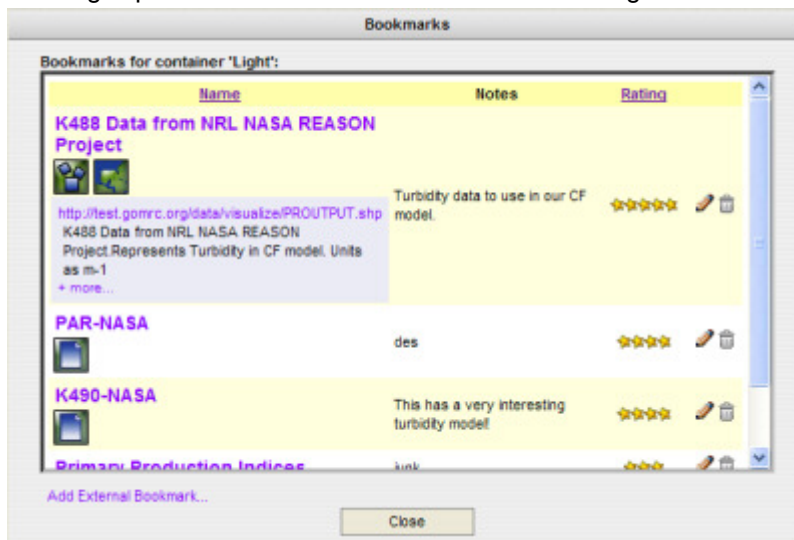 Bookmarks
Bookmarks for container 'Light':
Name Notes Rating
K488 Data from NRL NASA REASON
Project
http://test.gomrc.org/data/visualize/PROUTPUT.shp
K488 Data from NRL NASA REASON
Project.Represents Turbidity in CF model. Units
as m-1
+ more...
Turbidity data to use in our CF
model.
PAR-NASA
des
K490-NASA
This has a very interesting
turbidity model!
Primary Production Indices
junk
Add External Bookmark...
Close